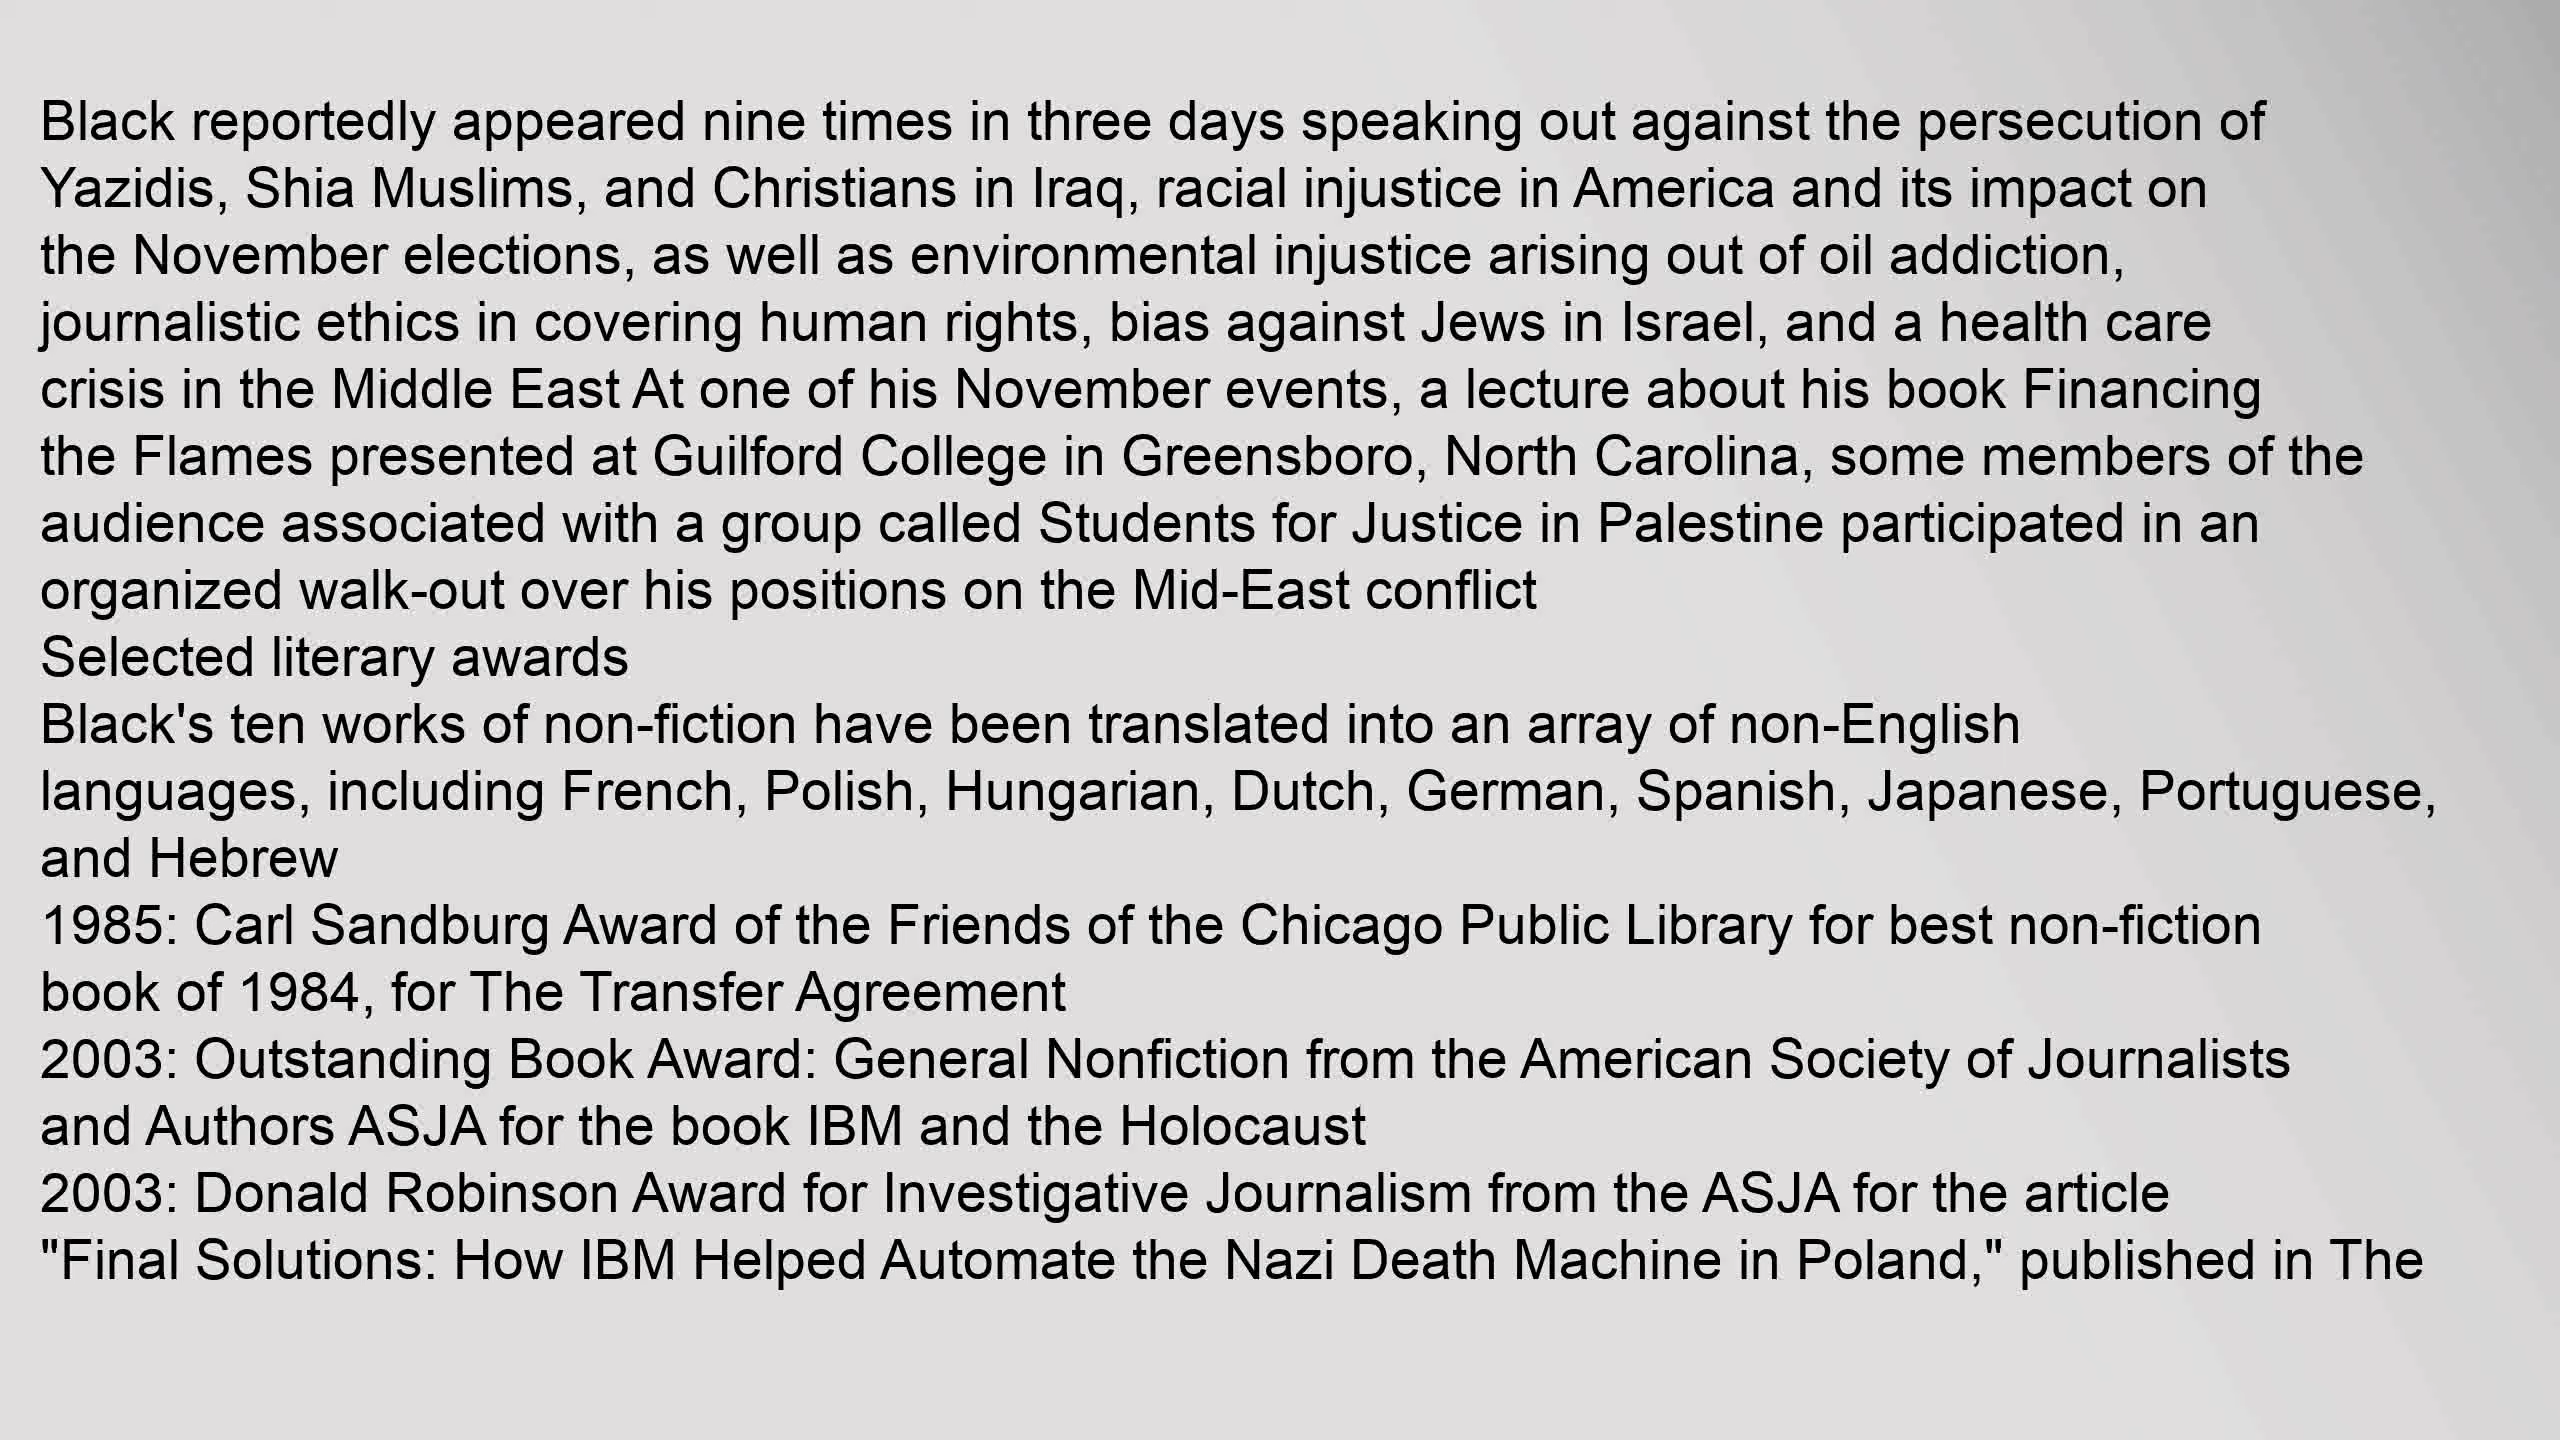 Black reportedly appeared nine times in three days speaking out against the persecution of
Yazidis, Shia Muslims, and Christians in Iraq, racial injustice in America and its impact on
the November elections, as well as environmental injustice arising out of oil addiction,
journalistic ethics in covering human rights, bias against Jews in Israel, and a health care
crisis in the Middle East At one of his November events, a lecture about his book Financing
the Flames presented at Guilford College in Greensboro, North Carolina, some members of the
audience associated with a group called Students for Justice in Palestine participated in an
organized walk-out over his positions on the Mid-East conflict
Selected literary awards
Black's ten works of non-fiction have been translated into an array of non-English
languages, including French, Polish, Hungarian, Dutch, German, Spanish, Japanese, Portuguese,
and Hebrew
1985: Carl Sandburg Award of the Friends of the Chicago Public Library for best non-fiction
book of 1984, for The Transfer Agreement
2003: Outstanding Book Award: General Nonfiction from the American Society of Journalists
and Authors ASJA for the book IBM and the Holocaust
2003: Donald Robinson Award for Investigative Journalism from the ASJA for the article
"Final Solutions: How IBM Helped Automate the Nazi Death Machine in Poland," published in The